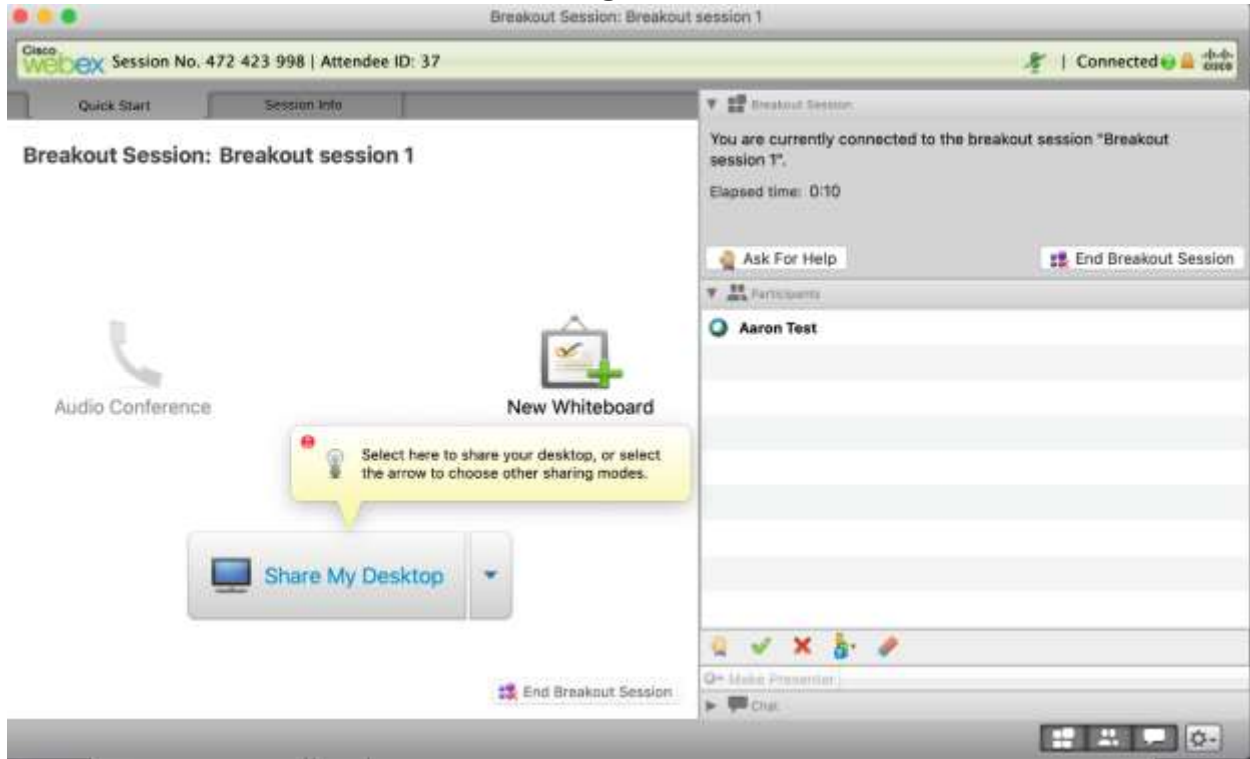 Breakout Session: Breakout session 1
Cisco webex Session No. 472 423 998 | Attendee ID: 37
| Connected
CISCO
Quick Start
Session Info
Breakout Session: Breakout session 1
Audio Conference
New Whiteboard
Select here to share your desktop, or select
the arrow to choose other sharing modes.
Share My Desktop
End Breakout Session
Breakout Session
You are currently connected to the breakout session "Breakout
session 1".
Elapsed time: 0:10
Ask For Help
End Breakout Session
Participants
Aaron Test
Make Presenter
Chat